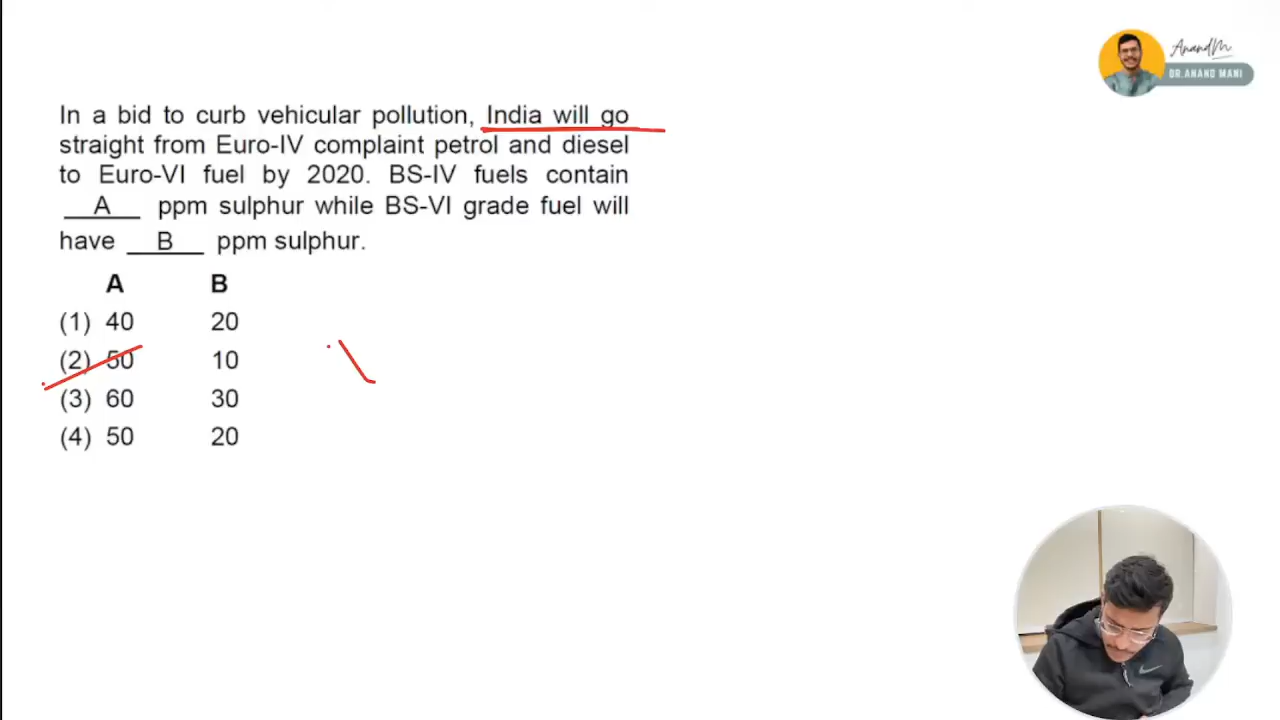 AnandM
DR.ANAND MANI
In a bid to curb vehicular pollution, India will go
straight from Euro-IV complaint petrol and diesel
to Euro-VI fuel by 2020. BS-IV fuels contain
A ppm sulphur while BS-VI grade fuel will
have B ppm sulphur.
A B
(1) 40 20
(2) 50 10
(3) 60 30
(4) 50 20